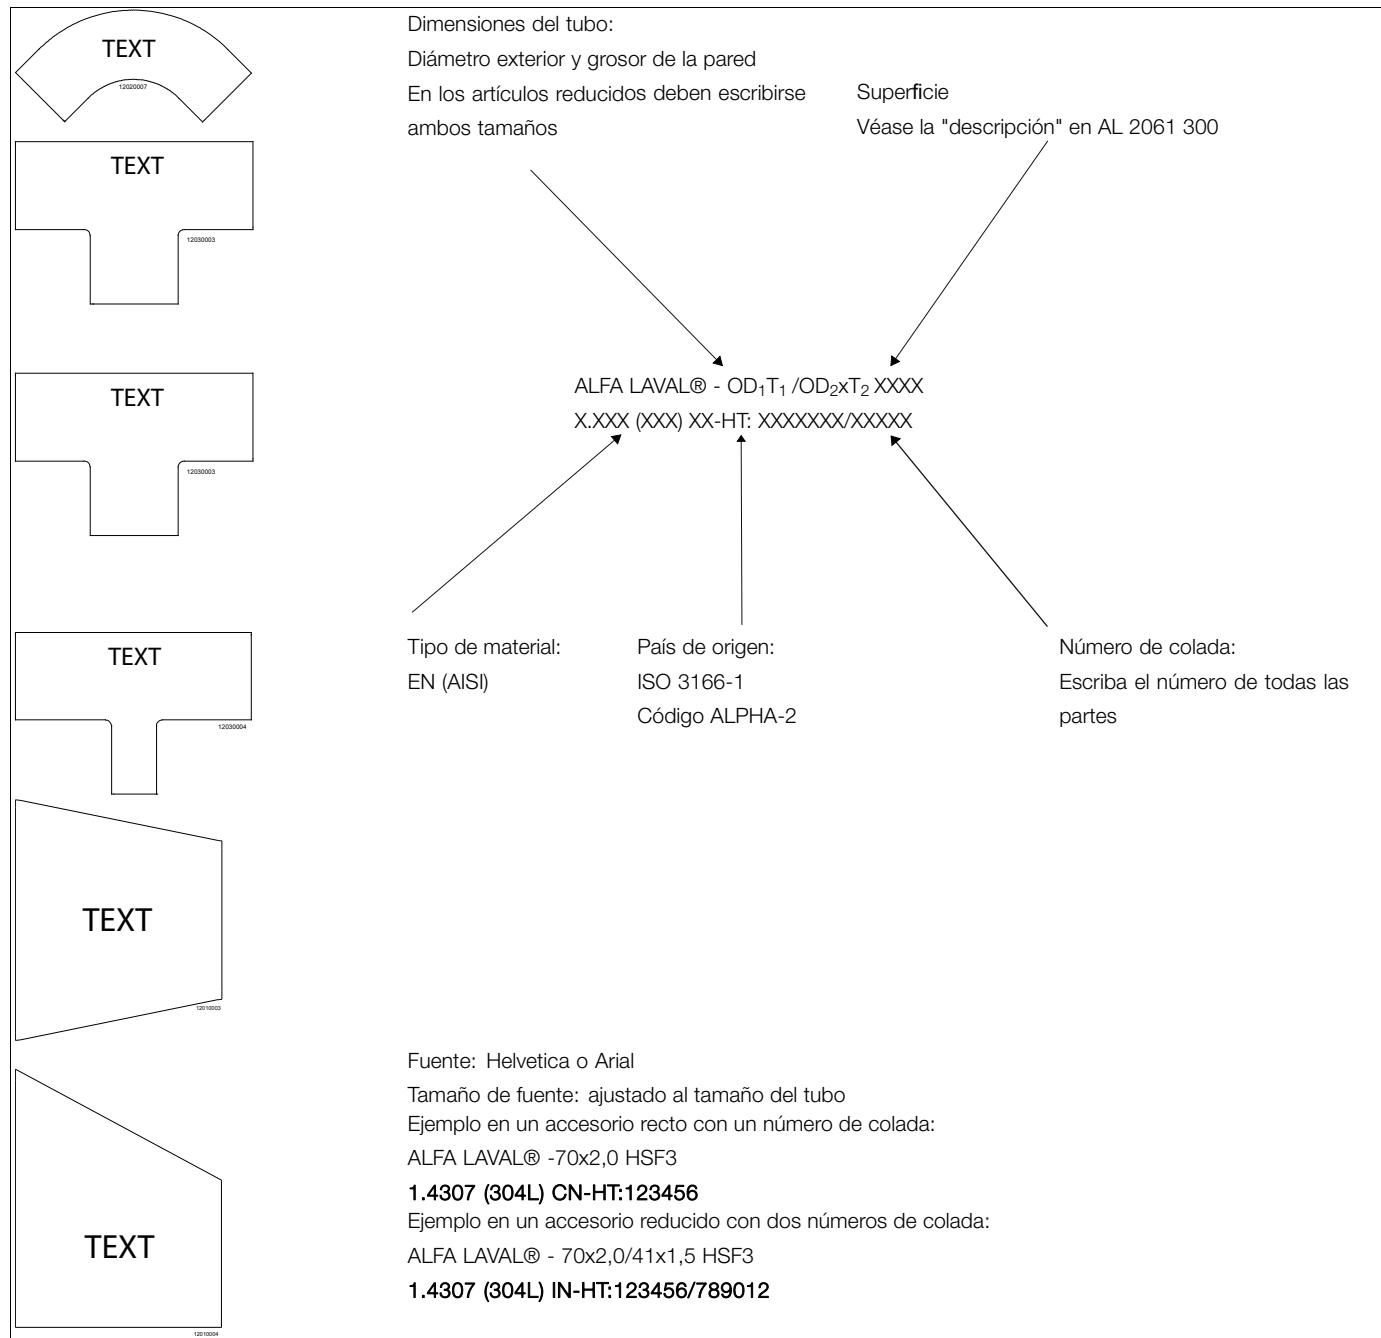 TEXT
12020007
Dimensiones del tubo:
Diámetro exterior y grosor de la pared
En los artículos reducidos deben escribirse
ambos tamaños
Superficie
Véase la "descripción" en AL 2061 300
TEXT
12030003
TEXT
12030003
ALFA LAVAL® - OD₁T₁ /OD₂xT₂ XXXX
X.XXX (XXX) XX-HT: XXXXXXX/XXXXX
TEXT
12030004
Tipo de material:
EN (AISI)
País de origen:
ISO 3166-1
Código ALPHA-2
Número de colada:
Escriba el número de todas las
partes
TEXT
12010003
TEXT
12010004
Fuente: Helvetica o Arial
Tamaño de fuente: ajustado al tamaño del tubo
Ejemplo en un accesorio recto con un número de colada:
ALFA LAVAL® -70x2,0 HSF3
1.4307 (304L) CN-HT:123456
Ejemplo en un accesorio reducido con dos números de colada:
ALFA LAVAL® - 70x2,0/41x1,5 HSF3
1.4307 (304L) IN-HT:123456/789012